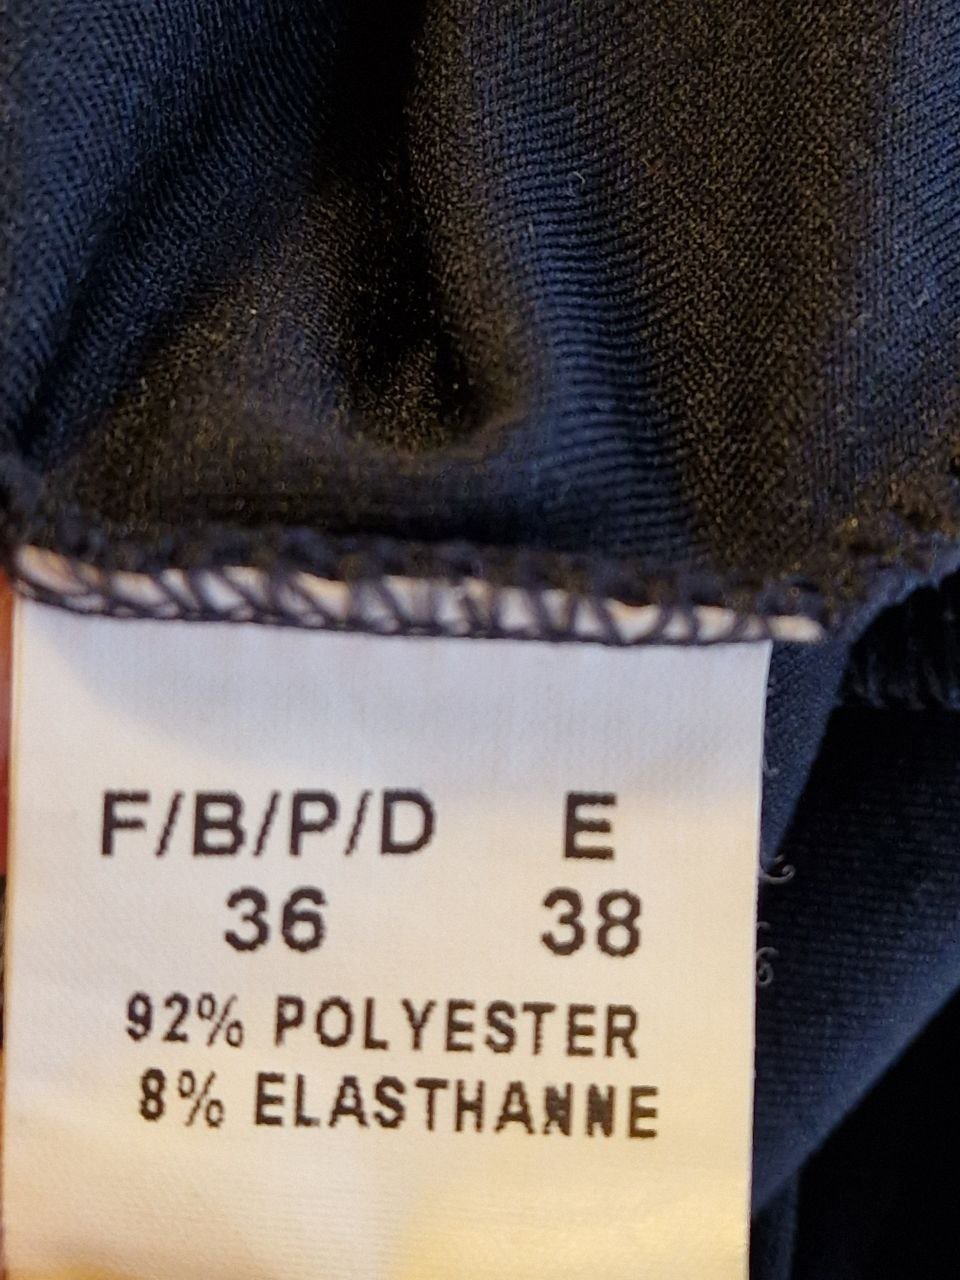 F/B/P/D E
36 38
92% POLYESTER
8% ELASTHANNE